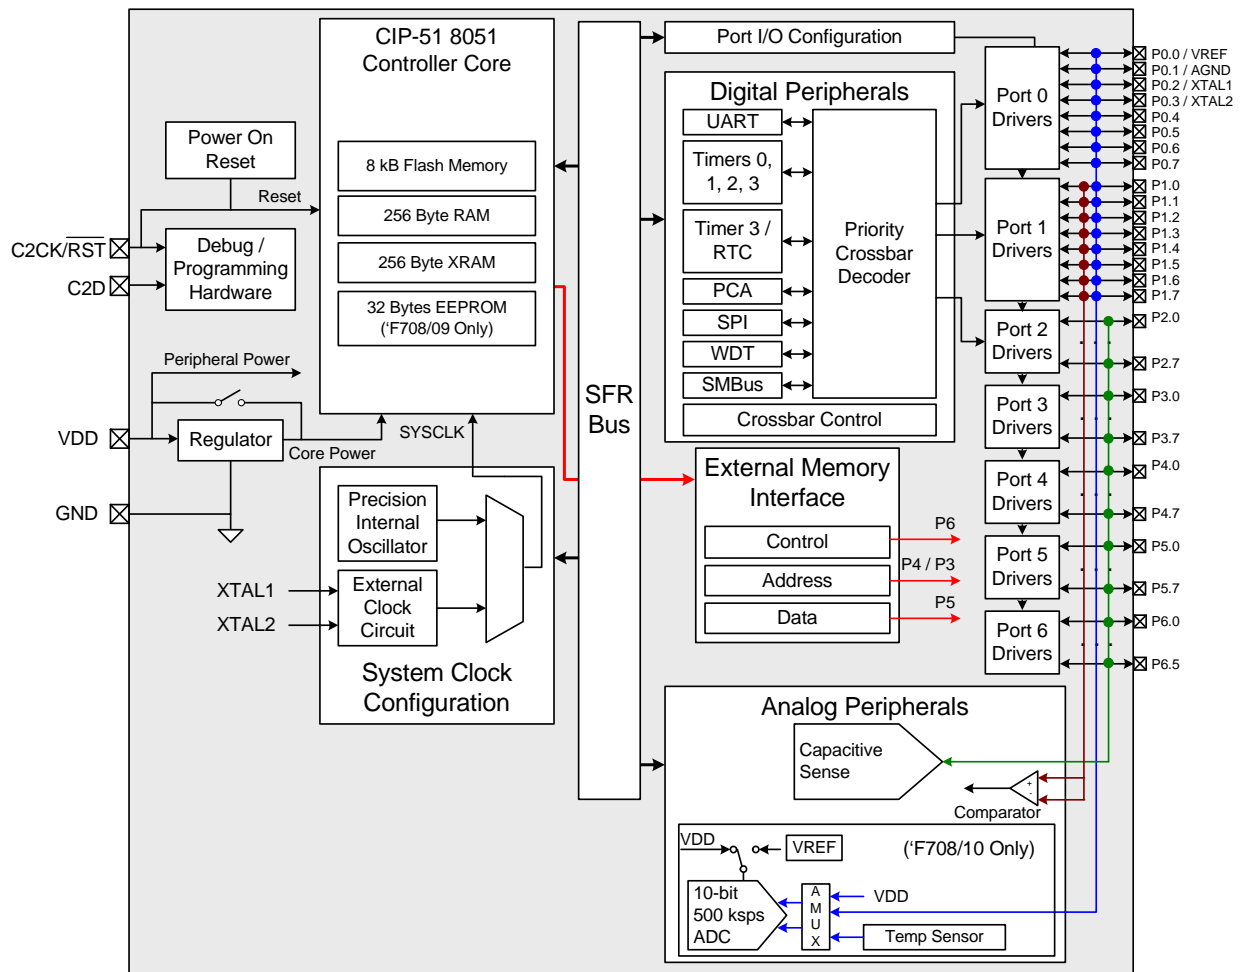 CIP-51 8051
Controller Core
Port I/O Configuration
Power On
Reset
Reset
8 kB Flash Memory
256 Byte RAM
256 Byte XRAM
32 Bytes EEPROM
(‘F708/09 Only)
C2CK/RST
C2D
Debug /
Programming
Hardware
Peripheral Power
VDD
Regulator
Core Power
GND
SYSCLK
Precision
Internal
Oscillator
XTAL1
XTAL2
External
Clock
Circuit
System Clock
Configuration
SFR
Bus
Digital Peripherals
UART
Timers 0,
1, 2, 3
Timer 3 /
RTC
PCA
SPI
WDT
SMBus
Priority
Crossbar
Decoder
Crossbar Control
External Memory
Interface
Control
Address
Data
P6
P4 / P3
P5
Port 0
Drivers
Port 1
Drivers
Port 2
Drivers
Port 3
Drivers
Port 4
Drivers
Port 5
Drivers
Port 6
Drivers
P0.0 / VREF
P0.1 / AGND
P0.2 / XTAL1
P0.3 / XTAL2
P0.4
P0.5
P0.6
P0.7
P1.0
P1.1
P1.2
P1.3
P1.4
P1.5
P1.6
P1.7
P2.0
P2.7
P3.0
P3.7
P4.0
P4.7
P5.0
P5.7
P6.0
P6.5
Analog Peripherals
Capacitive
Sense
+
-
Comparator
VDD
VREF
(‘F708/10 Only)
10-bit
500 ksps
ADC
A
M
U
X
VDD
Temp Sensor